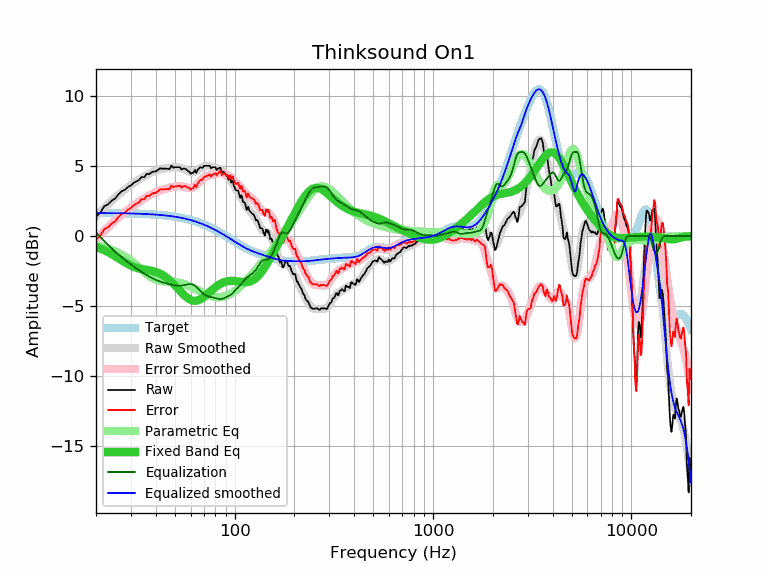 Thinksound On1
10
5
0
−5
−10
−15
Amplitude (dBr)
Target
Raw Smoothed
Error Smoothed
Raw
Error
Parametric Eq
Fixed Band Eq
Equalization
Equalized smoothed
100 1000 10000
Frequency (Hz)